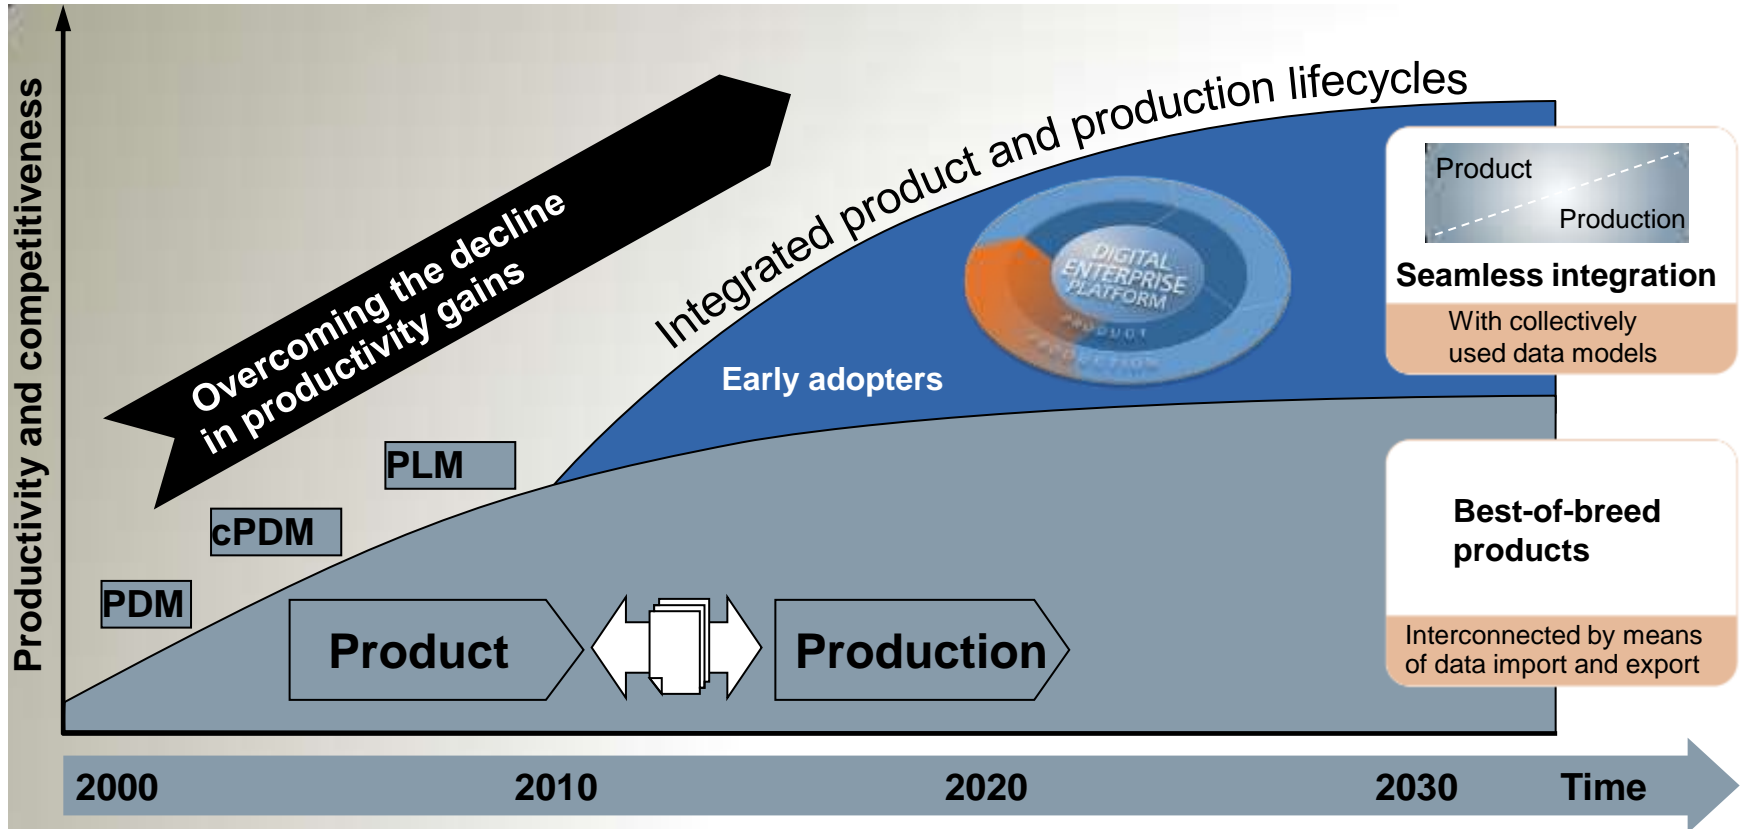 Productivity and competitiveness
Overcoming the decline
in productivity gains
Integrated product and production lifecycles
Product
Production
Seamless integration
With collectively
used data models
DIGITAL
ENTERPRISE
PLATFORM
PRODUCT
PRODUCTION
Early adopters
PLM
cPDM
PDM
Best-of-breed
products
Interconnected by means
of data import and export
Product
Production
2000
2010
2020
2030
Time